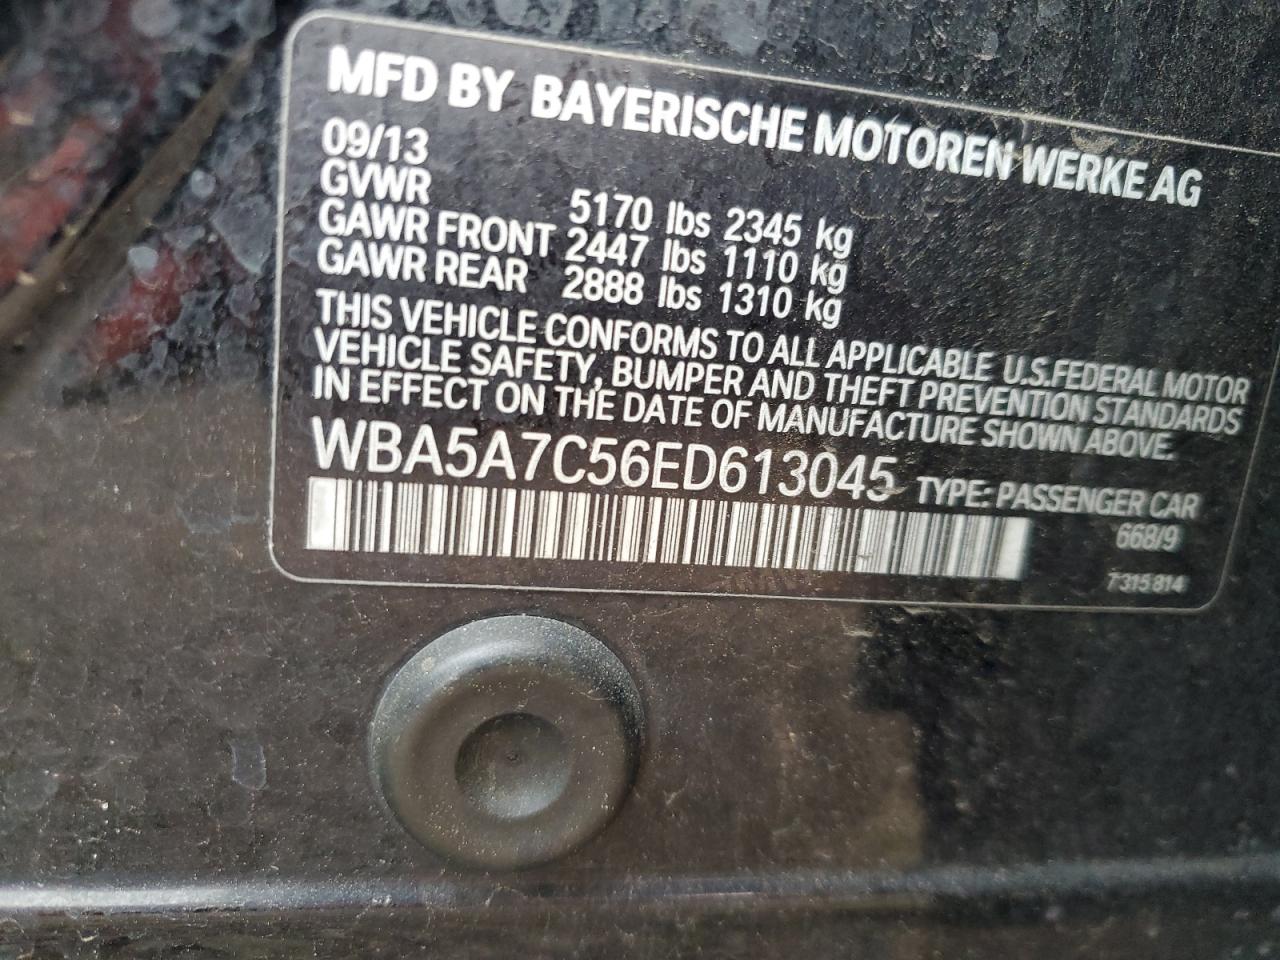 MFD BY BAYERISCHE MOTOREN WERKE AG
09/13
GVWR 5170 lbs 2345 kg
GAWR FRONT 2447 lbs 1110 kg
GAWR REAR 2888 lbs 1310 kg
THIS VEHICLE CONFORMS TO ALL APPLICABLE U.S.FEDERAL MOTOR
VEHICLE SAFETY, BUMPER AND THEFT PREVENTION STANDARDS
IN EFFECT ON THE DATE OF MANUFACTURE SHOWN ABOVE.
WBA5A7C56ED613045 TYPE: PASSENGER CAR
668/9
7315814